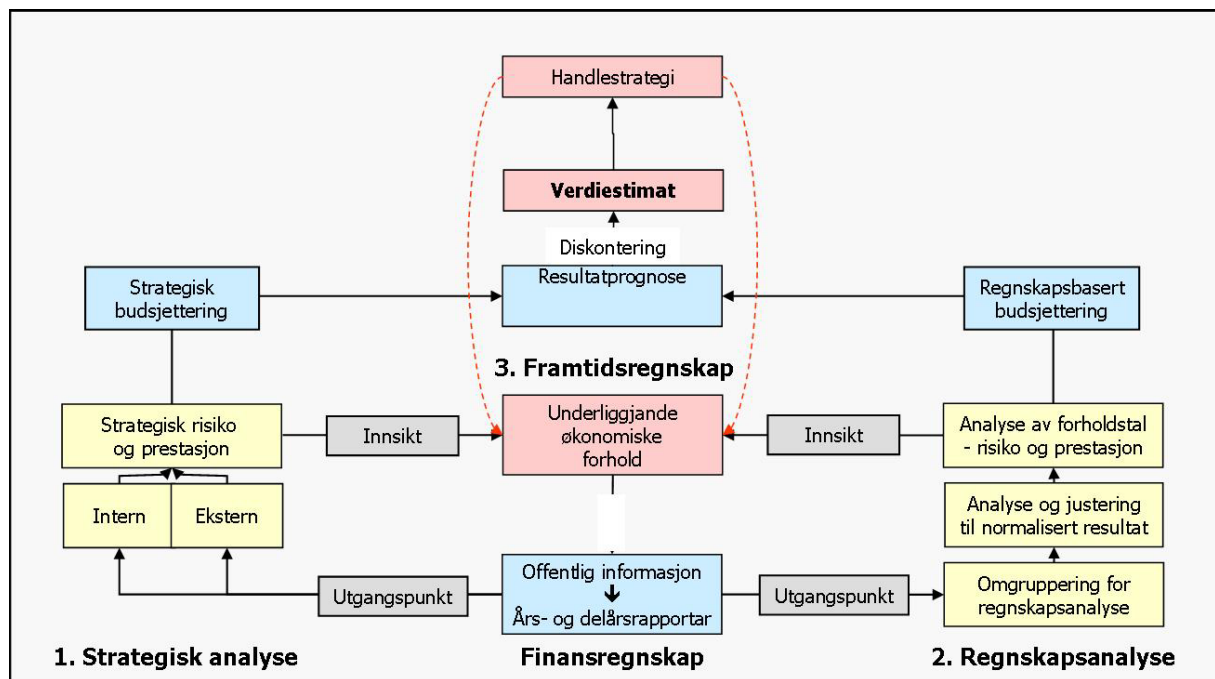 Handlestrategi
Verdiestimat
Diskontering
Resultatprognose
Strategisk
budsjettering
Regnskapsbasert
budsjettering
3. Framtidsregnskap
Strategisk risiko
og prestasjon
Innsikt
Underliggjande
økonomiske
forhold
Innsikt
Analyse av forholdstal
- risiko og prestasjon
Intern
Ekstern
Analyse og justering
til normalisert resultat
Utgangspunkt
Offentlig informasjon
Års- og delårsrapportar
Utgangspunkt
Omgruppering for
regnskapsanalyse
1. Strategisk analyse
Finansregnskap
2. Regnskapsanalyse